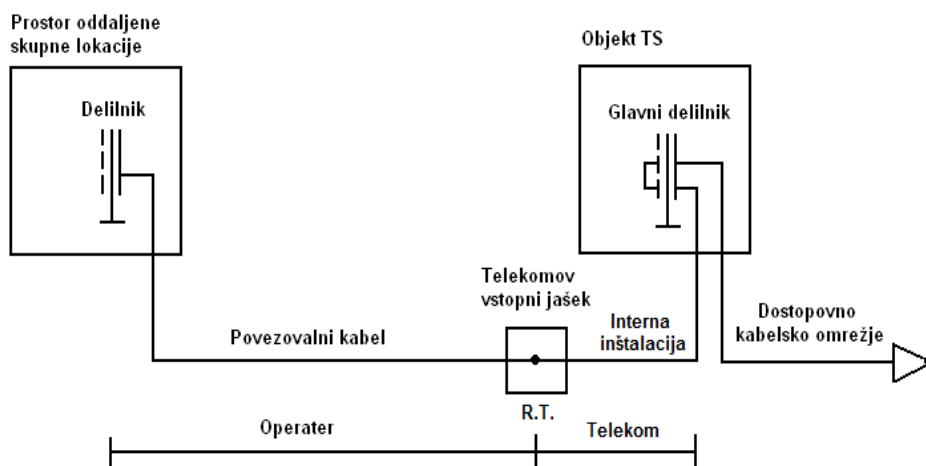 Prostor oddaljene
skupne lokacije
Objekt TS
Delilnik
Glavni delilnik
Telekomov
vstopni jašek
Povezovalni kabel
Interna
inštalacija
Dostopovno
kabelsko omrežje
R.T.
Operater
Telekom